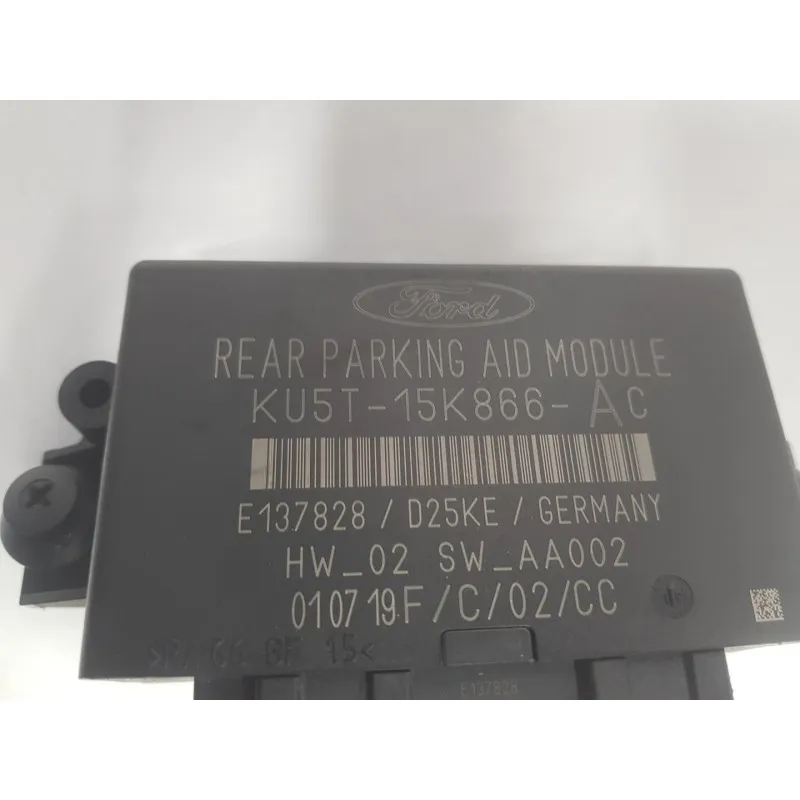 Ford
REAR PARKING AID MODULE
KU5T-15K866-AC
E137828 / D25KE / GERMANY
HW_02 SW_AA002
010719F/C/02/CC
E137828